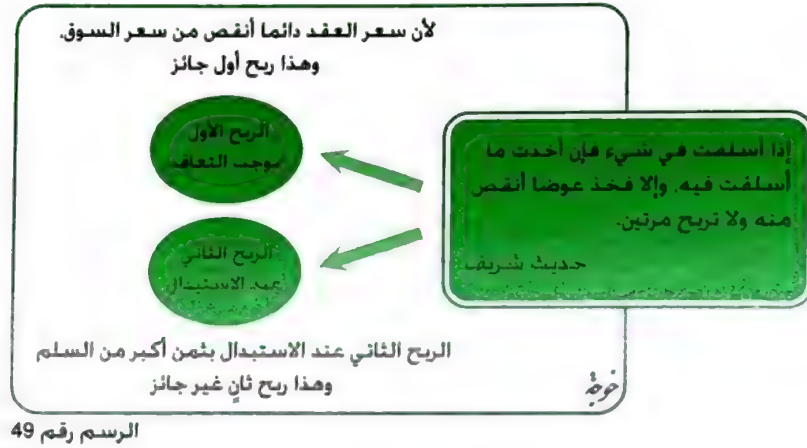 لأن سعر العقد دائما أنقص من سعر السوق.
وهذا ربح أول جائز
الربح الأول
بموجب التعاقد
إذا أسلفت في شيء فإن أخذت ما
أسلفت فيه. وإلا فخذ عوضا أنقص
منه ولا تربح مرتين.
حديث شريف
الربح الثاني
عند الاستبدال
الربح الثاني عند الاستبدال بثمن أكبر من السلم
وهذا ربح ثانٍ غير جائز
خوجة
الرسم رقم 49